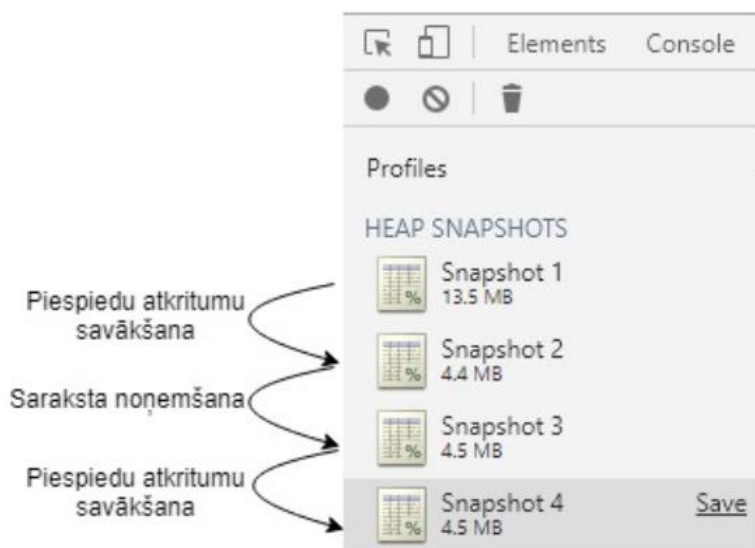 Elements Console
Profiles
HEAP SNAPSHOTS
Snapshot 1
13.5 MB
Piespiedu atkritumu
savākšana
Snapshot 2
4.4 MB
Saraksta noņemšana
Snapshot 3
4.5 MB
Piespiedu atkritumu
savākšana
Snapshot 4 Save
4.5 MB